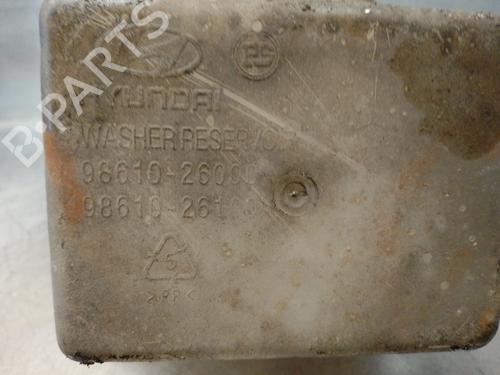 B-PARTS
HYUNDAI
WASHER RESERVOIR
98610-26000
98610-26100
5
>PP<